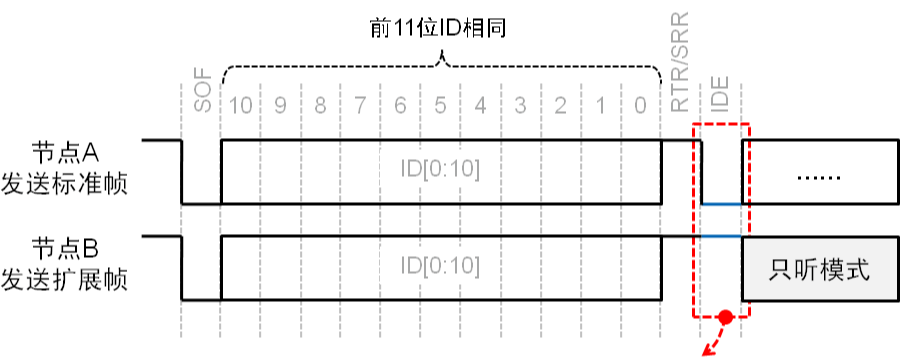 前11位ID相同
SOF
10 9 8 7 6 5 4 3 2 1 0
RTR/SRR
IDE
节点A
发送标准帧
ID[0:10]
......
节点B
发送扩展帧
ID[0:10]
只听模式